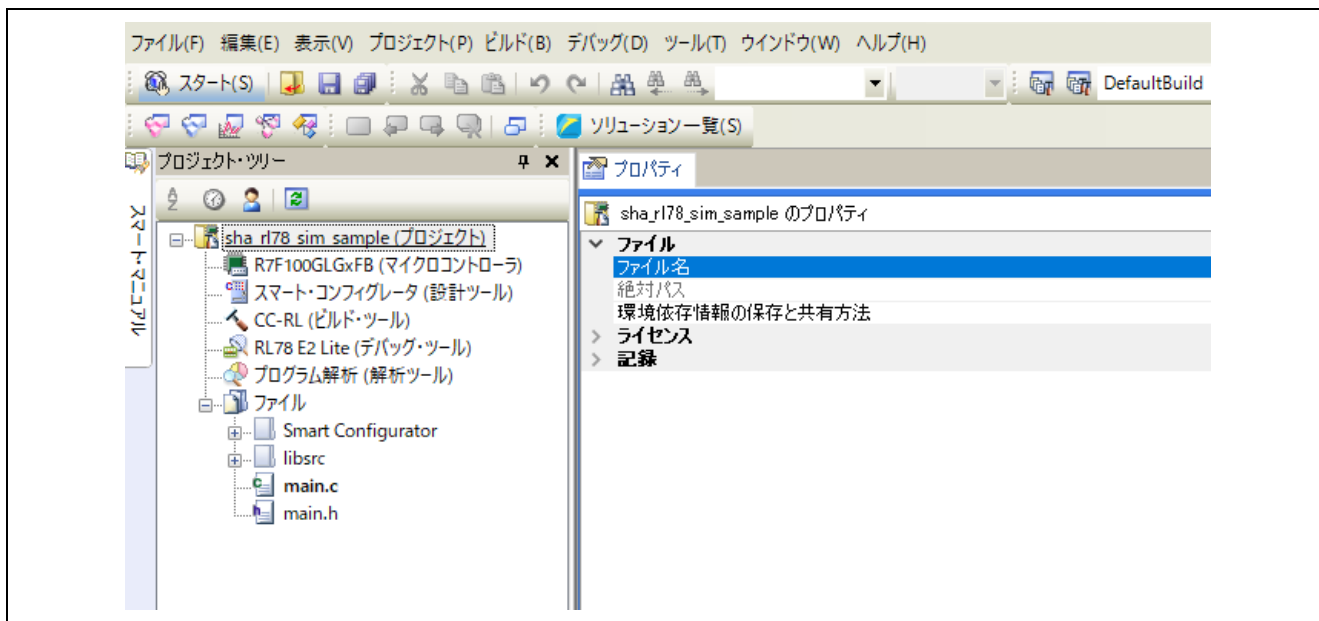 ファイル(F) 編集(E) 表示(V) プロジェクト(P) ビルド(B) デバッグ(D) ツール(T) ウインドウ(W) ヘルプ(H)
スタート(S) DefaultBuild
ソリューション一覧(S)
スマートマニュアル
プロジェクト・ツリー
sha_rl78_sim_sample (プロジェクト)
R7F100GLGxFB (マイクロコントローラ)
スマート・コンフィグレータ (設計ツール)
CC-RL (ビルド・ツール)
RL78 E2 Lite (デバッグ・ツール)
プログラム解析 (解析ツール)
ファイル
Smart Configurator
libsrc
main.c
main.h
プロパティ
sha_rl78_sim_sample のプロパティ
ファイル
ファイル名
絶対パス
環境依存情報の保存と共有方法
ライセンス
記録